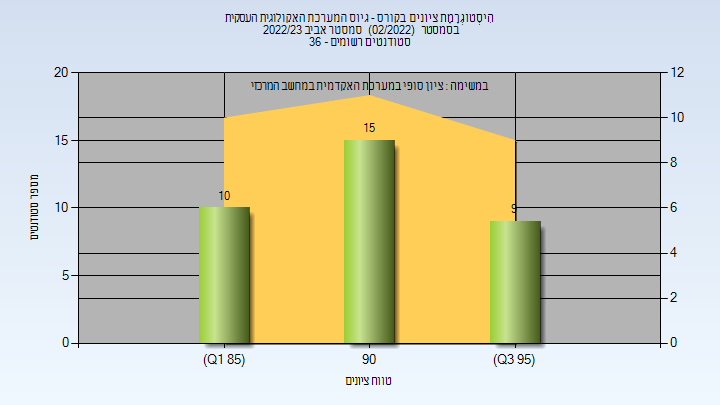 הִיסְטוֹגְרָמַת ציונים בקורס - גיוס המערכת האקולוגית העסקית
בסמסטר (02/2022) סמסטר אביב 2022/23
סטודנטים רשומים - 36
במשימה : ציון סופי במערכת האקדמית במחשב המרכזי
20
15
10
5
0
12
10
8
6
4
2
0
10
15
9
מספר סטודנטים
(Q1 85)
90
(Q3 95)
טווח ציונים